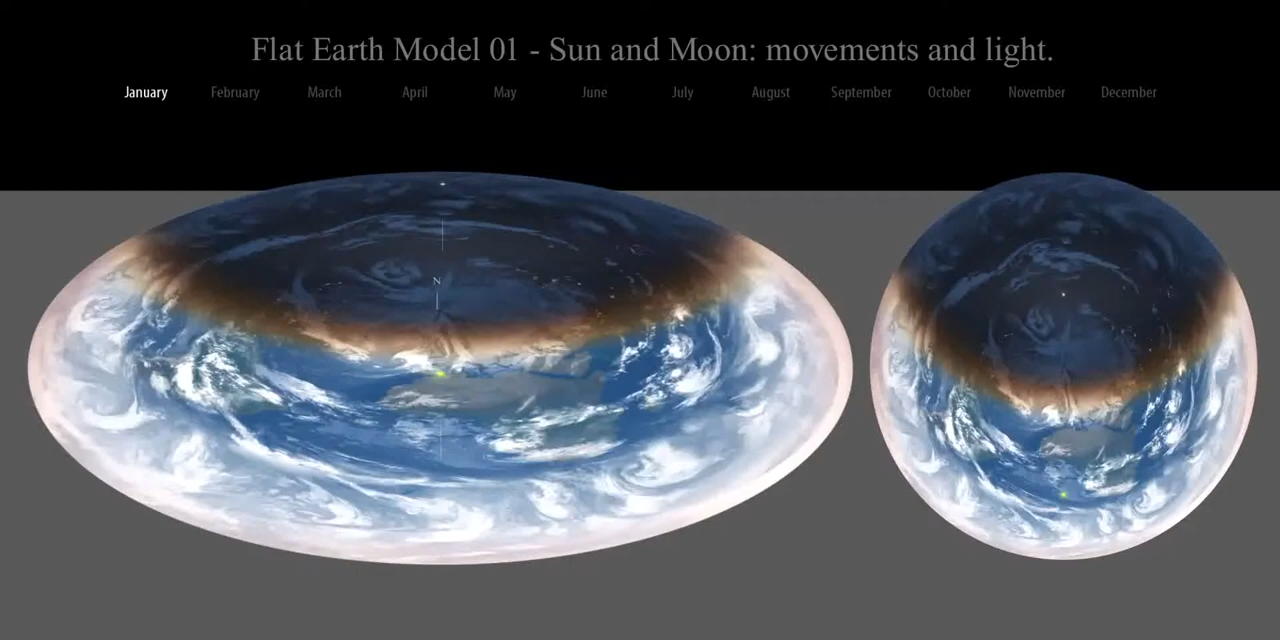 Flat Earth Model 01 - Sun and Moon: movements and light.
January February March April May June July August September October November December
N